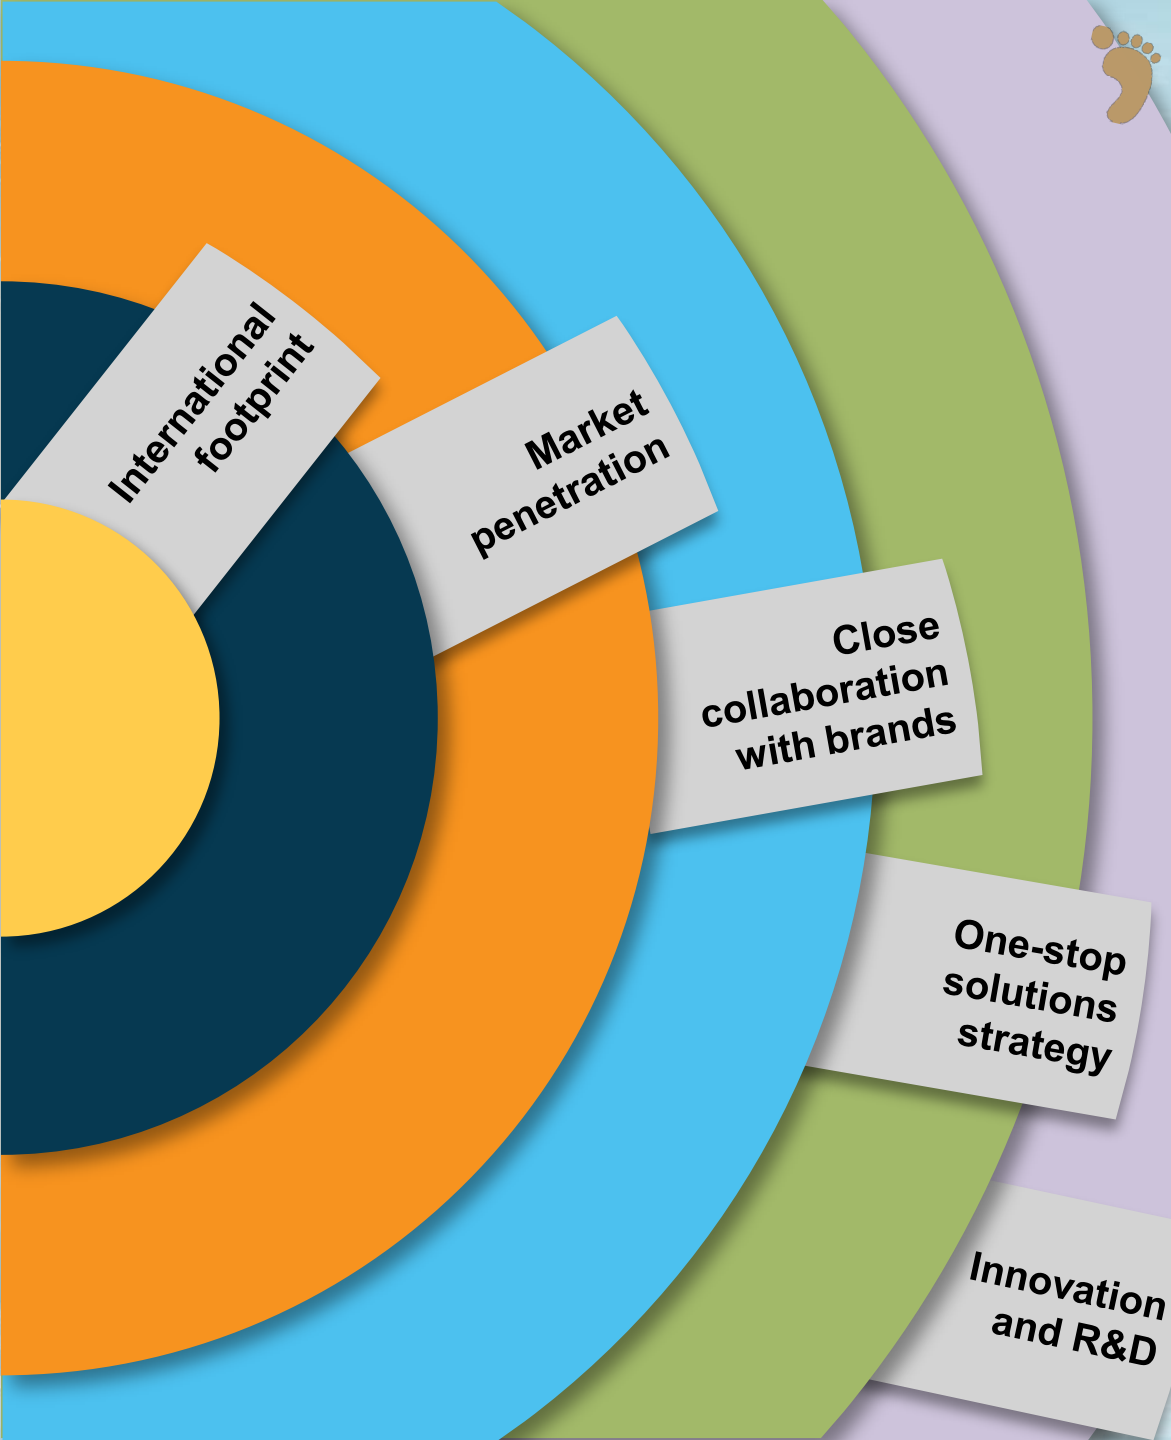 International
footprint
Market
penetration
Close
collaboration
with brands
One-stop
solutions
strategy
Innovation
and R&D